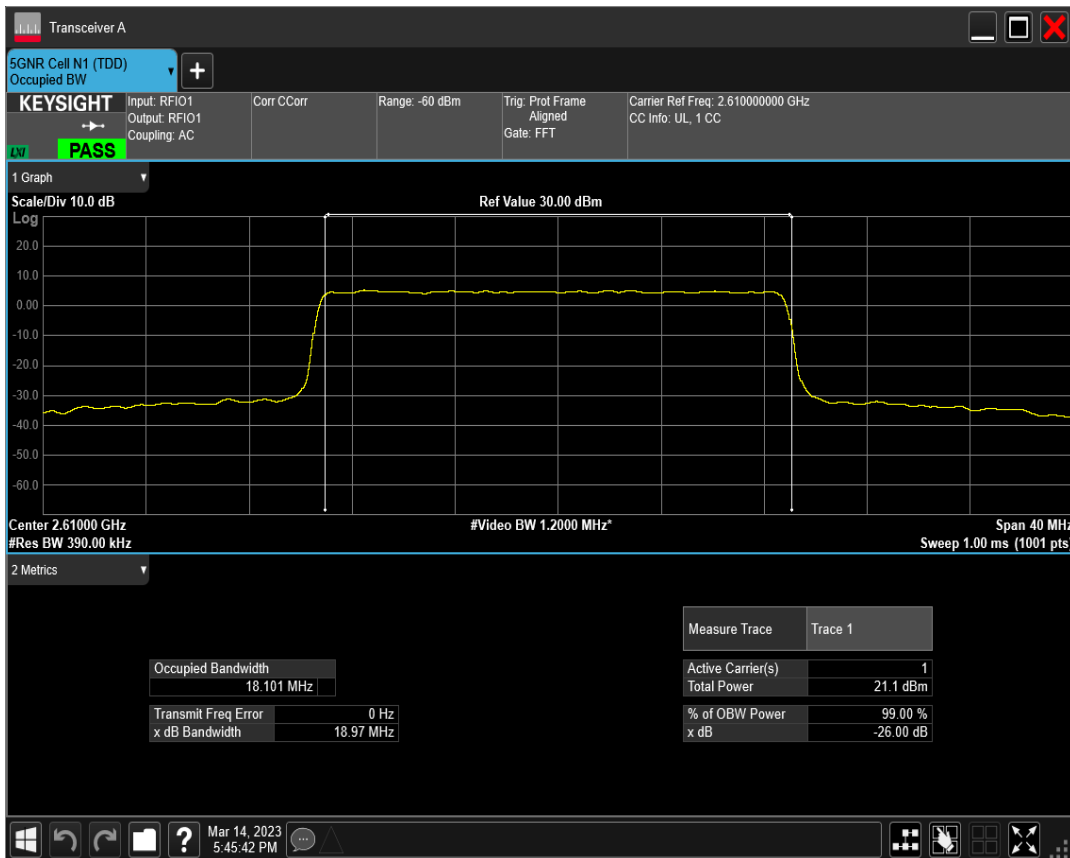 Transceiver A
5GNR Cell N1 (TDD)
Occupied BW
+
KEYSIGHT
LXI
PASS
Input: RFIO1
Output: RFIO1
Coupling: AC
Corr CCorr
Range: -60 dBm
Trig: Prot Frame
Aligned
Gate: FFT
Carrier Ref Freq: 2.610000000 GHz
CC Info: UL, 1 CC
1 Graph
Scale/Div 10.0 dB
Ref Value 30.00 dBm
Log
20.0
10.0
0.00
-10.0
-20.0
-30.0
-40.0
-50.0
-60.0
Center 2.61000 GHz
#Video BW 1.2000 MHz*
Span 40 MHz
#Res BW 390.00 kHz
Sweep 1.00 ms (1001 pts)
2 Metrics
Measure Trace Trace 1
Occupied Bandwidth
18.101 MHz
Active Carrier(s) 1
Total Power 21.1 dBm
Transmit Freq Error 0 Hz
x dB Bandwidth 18.97 MHz
% of OBW Power 99.00 %
x dB -26.00 dB
?
Mar 14, 2023
5:45:42 PM